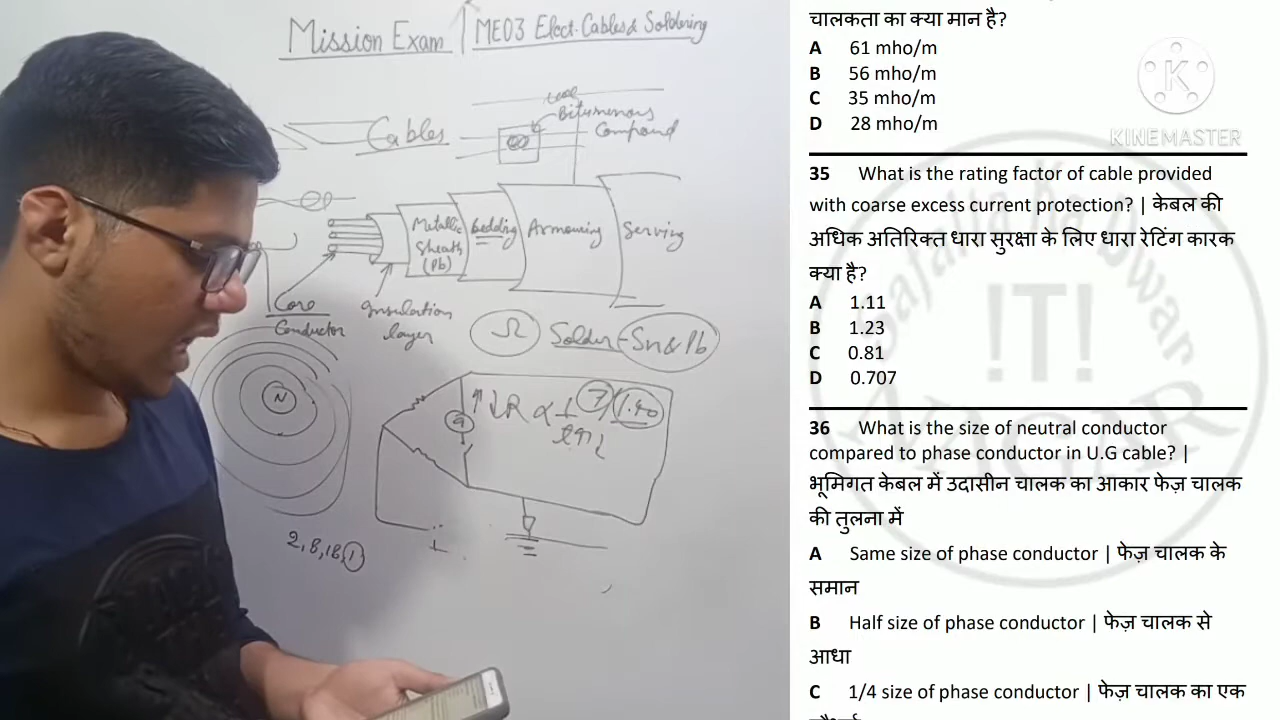 Mission Exam ME03 Elect. Cables & Soldering
Cables
Bitumenous
Compound
Metallic
Sheath
(Pb)
bedding
Armouring
Serving
Core
Conductor
Insulation
layer
Ω
Solder - Sn & Pb
N
G
2, 8, 18, 1
चालकता का क्या मान है?
A 61 mho/m
B 56 mho/m
C 35 mho/m
D 28 mho/m
KINEMASTER
35 What is the rating factor of cable provided
with coarse excess current protection? | केबल की
अधिक अतिरिक्त धारा सुरक्षा के लिए धारा रेटिंग कारक
क्या है?
A 1.11
B 1.23
C 0.81
D 0.707
36 What is the size of neutral conductor
compared to phase conductor in U.G cable? |
भूमिगत केबल में उदासीन चालक का आकार फेज़ चालक
की तुलना में
A Same size of phase conductor | फेज़ चालक के
समान
B Half size of phase conductor | फेज़ चालक से
आधा
C 1/4 size of phase conductor | फेज़ चालक का एक
!T!
NAGAR